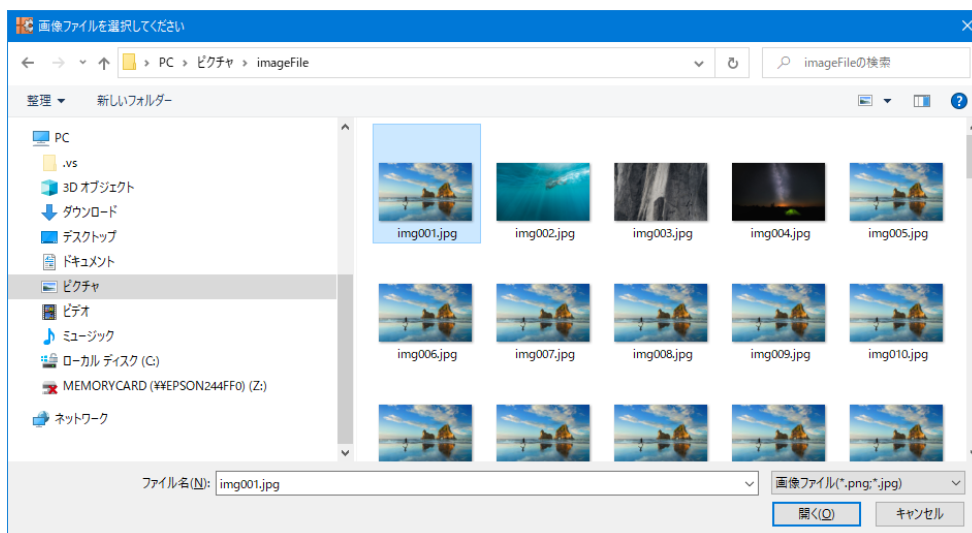 画像ファイルを選択してください
PC › ピクチャ › imageFile
imageFileの検索
整理
新しいフォルダー
PC
.vs
3D オブジェクト
ダウンロード
デスクトップ
ドキュメント
ピクチャ
ビデオ
ミュージック
ローカル ディスク (C:)
MEMORYCARD (¥¥EPSON244FF0) (Z:)
ネットワーク
img001.jpg
img002.jpg
img003.jpg
img004.jpg
img005.jpg
img006.jpg
img007.jpg
img008.jpg
img009.jpg
img010.jpg
ファイル名(N): img001.jpg
画像ファイル(*.png;*.jpg)
開く(O)
キャンセル